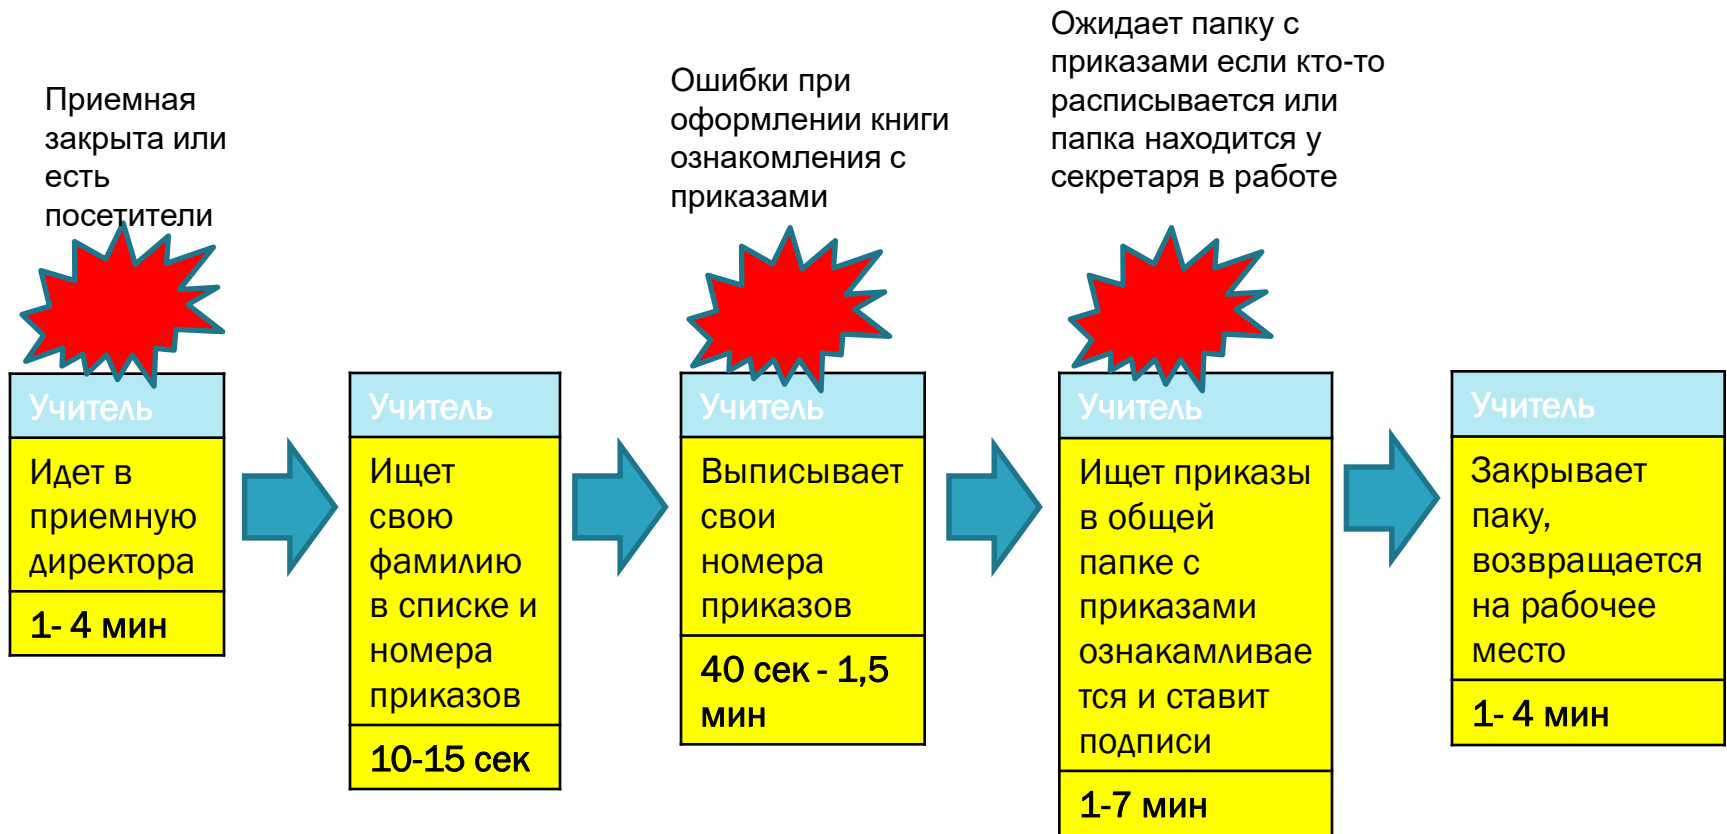 Приемная
закрыта или
есть
посетители
Ошибки при
оформлении книги
ознакомления с
приказами
Ожидает папку с
приказами если кто-то
расписывается или
папка находится у
секретаря в работе
Учитель
Идет в
приемную
директора
1- 4 мин
Учитель
Ищет
свою
фамилию
в списке и
номера
приказов
10-15 сек
Учитель
Выписывает
свои
номера
приказов
40 сек - 1,5
мин
Учитель
Ищет приказы
в общей
папке с
приказами
ознакамливае
тся и ставит
подписи
1-7 мин
Учитель
Закрывает
паку,
возвращается
на рабочее
место
1- 4 мин